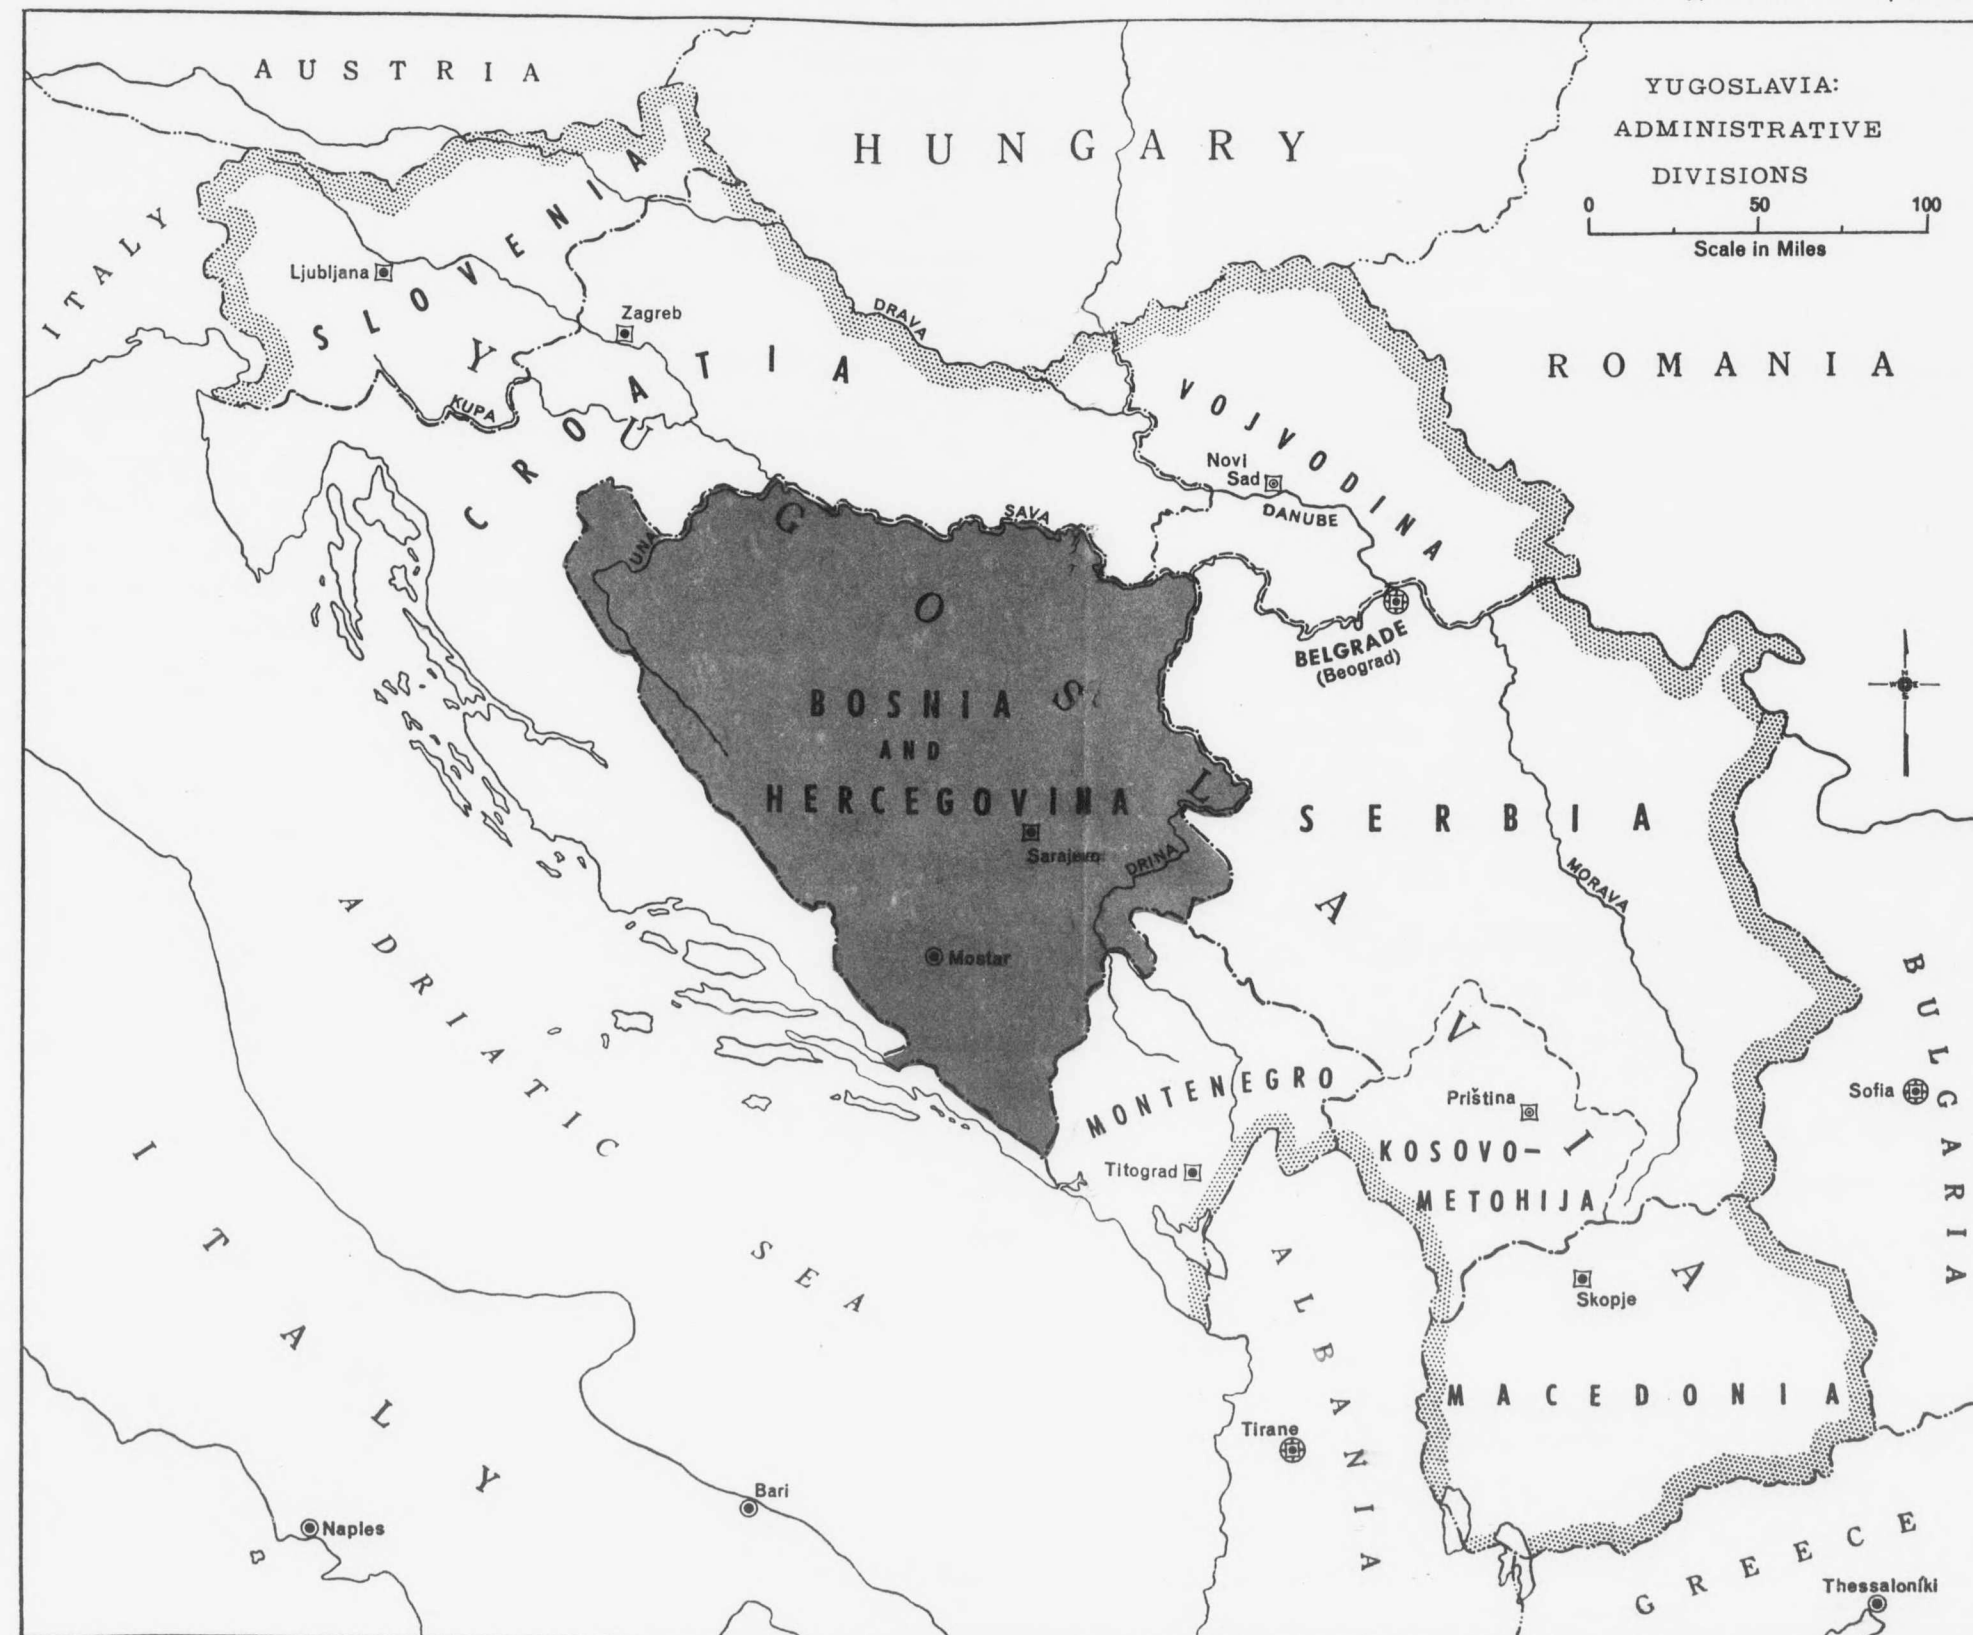 AUSTRIA
HUNGARY
YUGOSLAVIA:
ADMINISTRATIVE
DIVISIONS
0 50 100
Scale in Miles
ITALY
SLOVENIA
Ljubljana
Zagreb
DRAVA
ROMANIA
CROATIA
KUPA
VOJVODINA
Novi
Sad
DANUBE
SAVA
UNA
YUGOSLAVIA
BELGRADE
(Beograd)
N
W E
S
BOSNIA
AND
HERCEGOVINA
Sarajevo
DRINA
SERBIA
MORAVA
Mostar
ADRIATIC
SEA
BULGARIA
Sofia
MONTENEGRO
Priština
KOSOVO-
METOHIJA
Titograd
ITALY
ALBANIA
Skopje
MACEDONIA
Tirane
Bari
Naples
GREECE
Thessaloníki